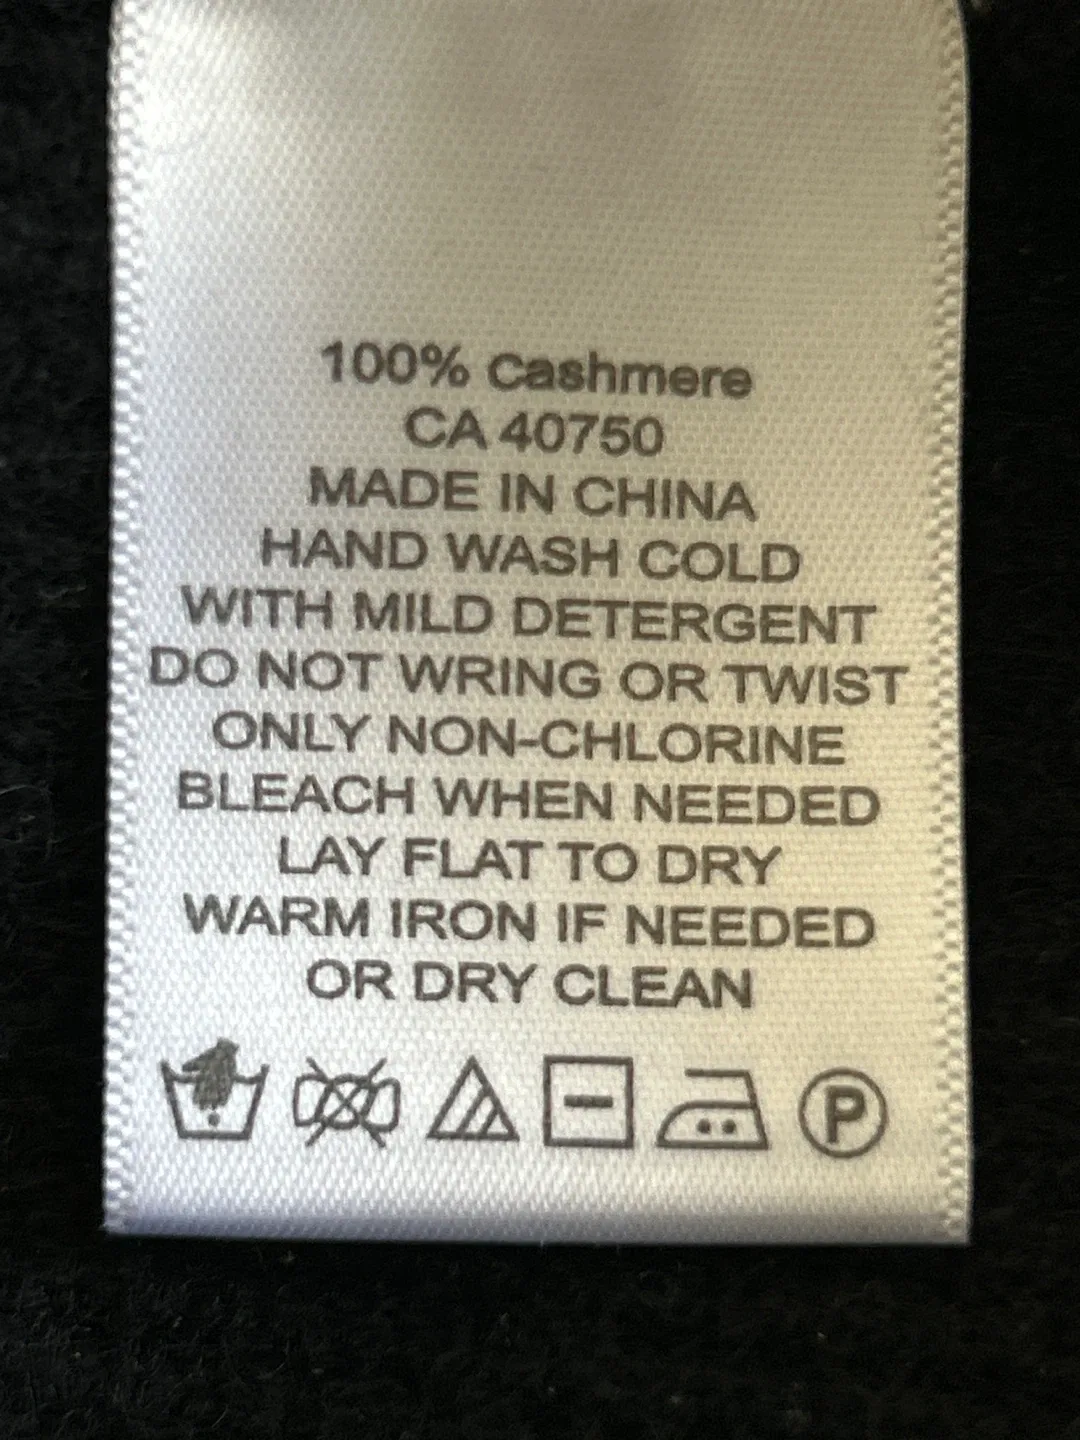 100% Cashmere
CA 40750
MADE IN CHINA
HAND WASH COLD
WITH MILD DETERGENT
DO NOT WRING OR TWIST
ONLY NON-CHLORINE
BLEACH WHEN NEEDED
LAY FLAT TO DRY
WARM IRON IF NEEDED
OR DRY CLEAN
P